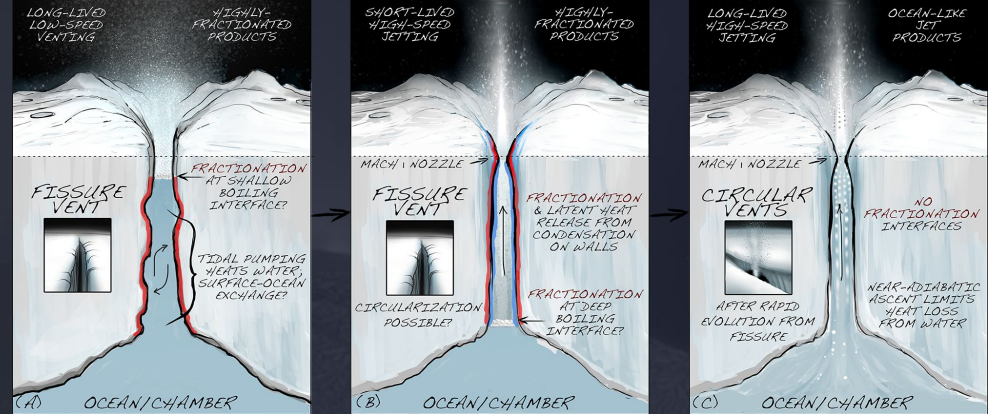 LONG-LIVED
LOW-SPEED
VENTING
HIGHLY-
FRACTIONATED
PRODUCTS
FRACTIONATION
AT SHALLOW
BOILING
INTERFACE?
FISSURE
VENT
TIDAL PUMPING
HEATS WATER,
SURFACE-OCEAN
EXCHANGE?
(A)
OCEAN/CHAMBER
SHORT-LIVED
HIGH-SPEED
JETTING
HIGHLY-
FRACTIONATED
PRODUCTS
MACH 1 NOZZLE
FISSURE
VENT
FRACTIONATION
& LATENT HEAT
RELEASE FROM
CONDENSATION
ON WALLS
CIRCULARIZATION
POSSIBLE?
FRACTIONATION
AT DEEP
BOILING
INTERFACE?
(B)
OCEAN/CHAMBER
LONG-LIVED
HIGH-SPEED
JETTING
OCEAN-LIKE
JET
PRODUCTS
MACH 1 NOZZLE
CIRCULAR
VENTS
NO
FRACTIONATION
INTERFACES
AFTER RAPID
EVOLUTION FROM
FISSURE
NEAR-ADIABATIC
ASCENT LIMITS
HEAT LOSS
FROM WATER
(C)
OCEAN/CHAMBER